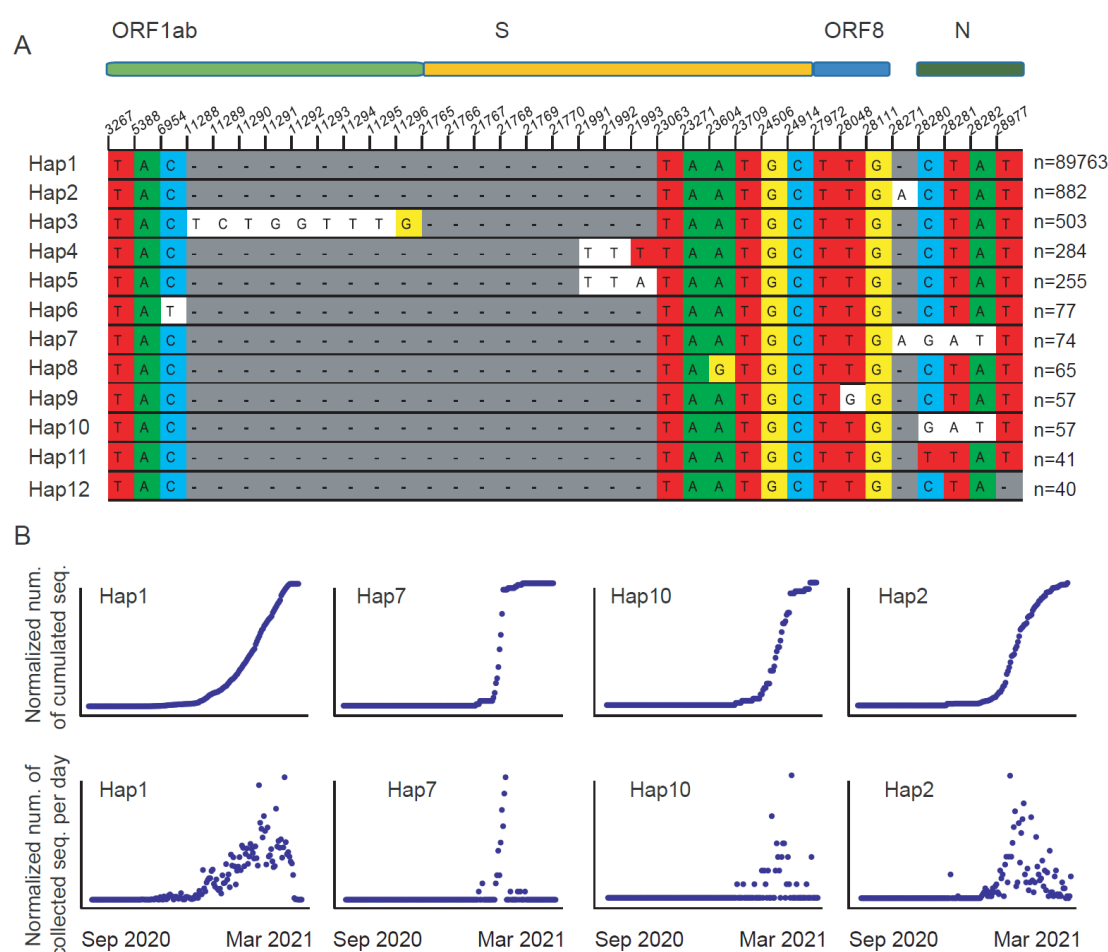 A
ORF1ab S ORF8 N
3267 5388 6954 11288 11289 11290 11291 11292 11293 11294 11295 11296 21765 21766 21767 21768 21769 21770 21991 21992 21993 23063 23271 23604 23709 24506 24914 27972 28048 28111 28271 28280 28281 28282 28977
Hap1 T A C - - - - - - - - - - - - - - - - - - T A A T G C T T G - C T A T n=89763
Hap2 T A C - - - - - - - - - - - - - - - - - - T A A T G C T T G A C T A T n=882
Hap3 T A C T C T G G T T T G - - - - - - - - - T A A T G C T T G - C T A T n=503
Hap4 T A C - - - - - - - - - - - - - - - T T T T A A T G C T T G - C T A T n=284
Hap5 T A C - - - - - - - - - - - - - - - T T A T A A T G C T T G - C T A T n=255
Hap6 T A T - - - - - - - - - - - - - - - - - - T A A T G C T T G - C T A T n=77
Hap7 T A C - - - - - - - - - - - - - - - - - - T A A T G C T T G A G A T T n=74
Hap8 T A C - - - - - - - - - - - - - - - - - - T A G T G C T T G - C T A T n=65
Hap9 T A C - - - - - - - - - - - - - - - - - - T A A T G C T G G - C T A T n=57
Hap10 T A C - - - - - - - - - - - - - - - - - - T A A T G C T T G - G A T T n=57
Hap11 T A C - - - - - - - - - - - - - - - - - - T A A T G C T T G - T T A T n=41
Hap12 T A C - - - - - - - - - - - - - - - - - - T A A T G C T T G - C T A - n=40
B
Normalized num.
of cumulated seq.
Hap1 Hap7 Hap10 Hap2
Normalized num. of
collected seq. per day
Hap1 Hap7 Hap10 Hap2
Sep 2020 Mar 2021 Sep 2020 Mar 2021 Sep 2020 Mar 2021 Sep 2020 Mar 2021